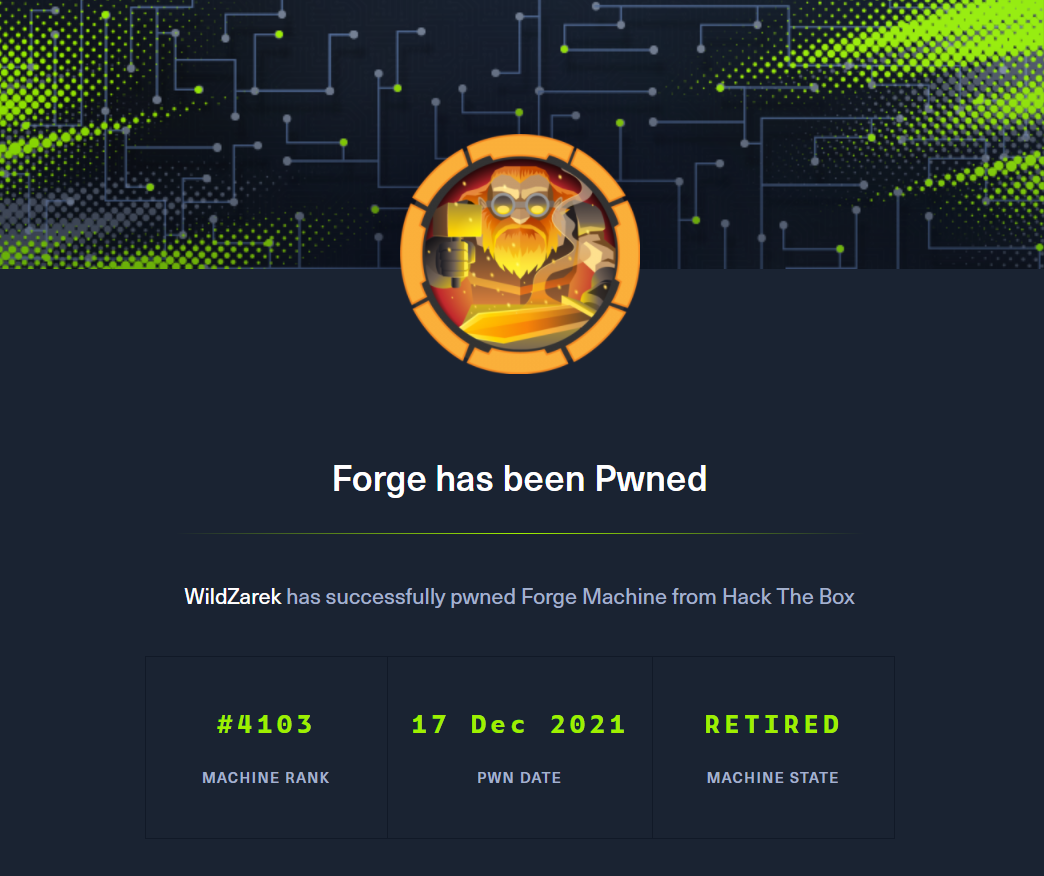 Forge has been Pwned
WildZarek has successfully pwned Forge Machine from Hack The Box
#4103
MACHINE RANK
17 Dec 2021
PWN DATE
RETIRED
MACHINE STATE